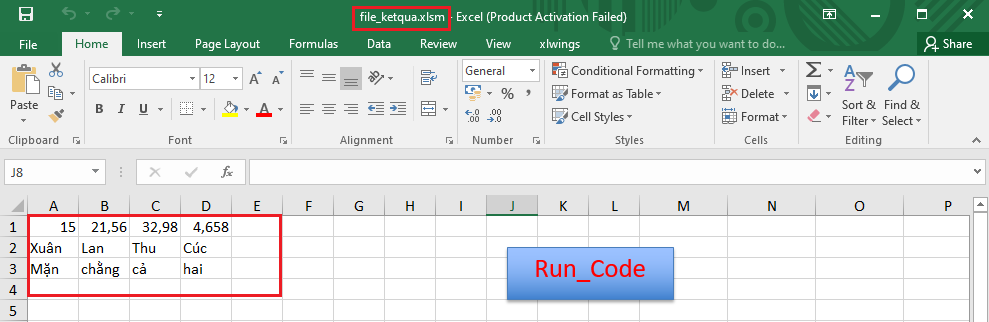 file_ketqua.xlsm - Excel (Product Activation Failed)
File Home Insert Page Layout Formulas Data Review View xlwings Tell me what you want to do... Share
Calibri 12 A A General Conditional Formatting Insert Sort & Find &
Paste B I U A % , Format as Table Delete Filter Select
Cell Styles Format
Clipboard Font Alignment Number Styles Cells Editing
J8 fx
A B C D E F G H I J K L M N O P
1 15 21,56 32,98 4,658
2 Xuân Lan Thu Cúc
3 Mặn chằng cả hai
4
5
Run_Code